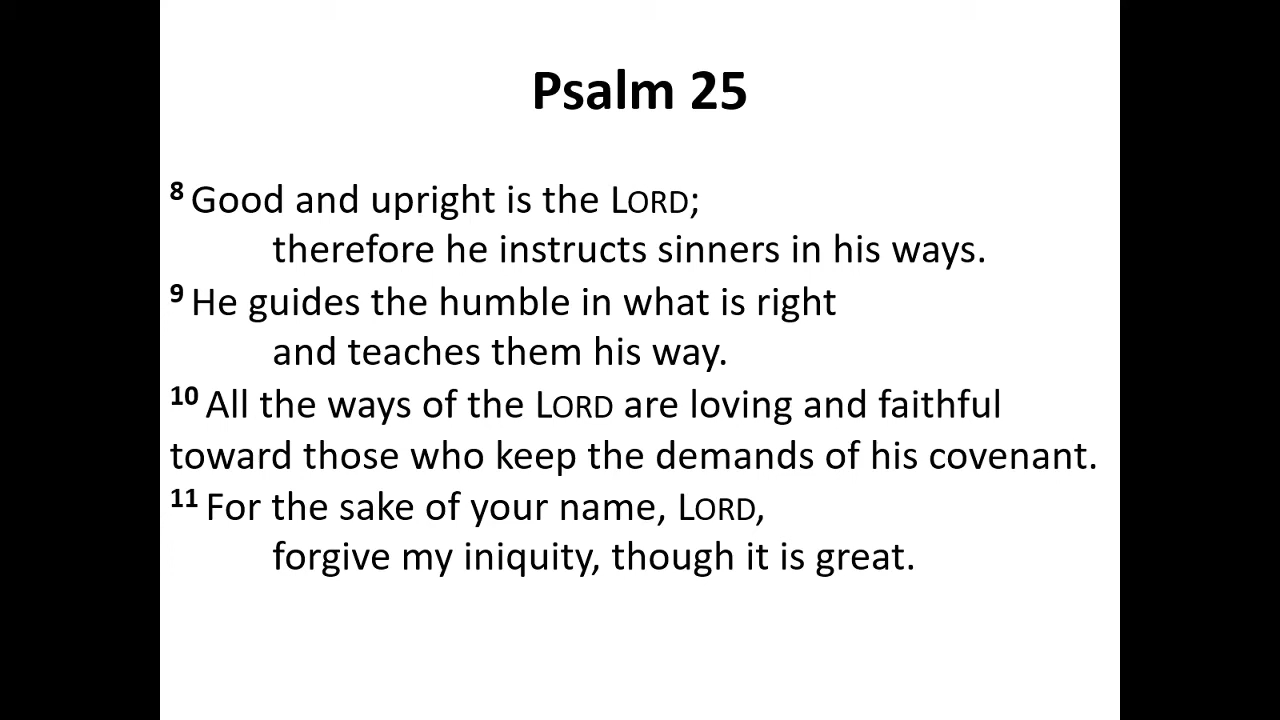 Psalm 25
8 Good and upright is the LORD;
therefore he instructs sinners in his ways.
9 He guides the humble in what is right
and teaches them his way.
10 All the ways of the LORD are loving and faithful
toward those who keep the demands of his covenant.
11 For the sake of your name, LORD,
forgive my iniquity, though it is great.